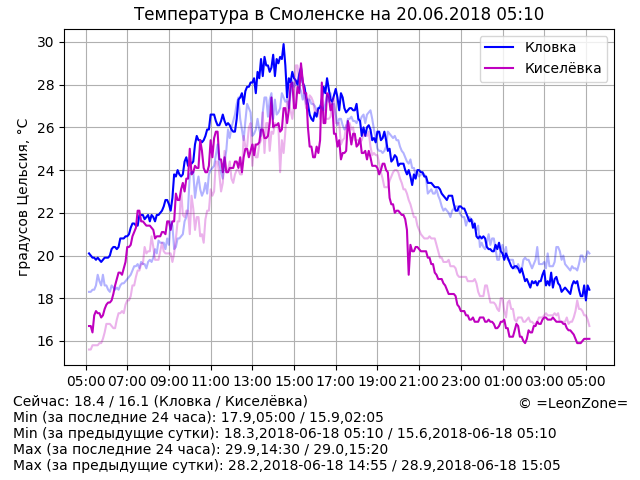 Температура в Смоленске на 20.06.2018 05:10
градусов Цельсия, °C
30
28
26
24
22
20
18
16
Кловка
Киселёвка
05:00 07:00 09:00 11:00 13:00 15:00 17:00 19:00 21:00 23:00 01:00 03:00 05:00
Сейчас: 18.4 / 16.1 (Кловка / Киселёвка)
© =LeonZone=
Min (за последние 24 часа): 17.9,05:00 / 15.9,02:05
Min (за предыдущие сутки): 18.3,2018-06-18 05:10 / 15.6,2018-06-18 05:10
Max (за последние 24 часа): 29.9,14:30 / 29.0,15:20
Max (за предыдущие сутки): 28.2,2018-06-18 14:55 / 28.9,2018-06-18 15:05